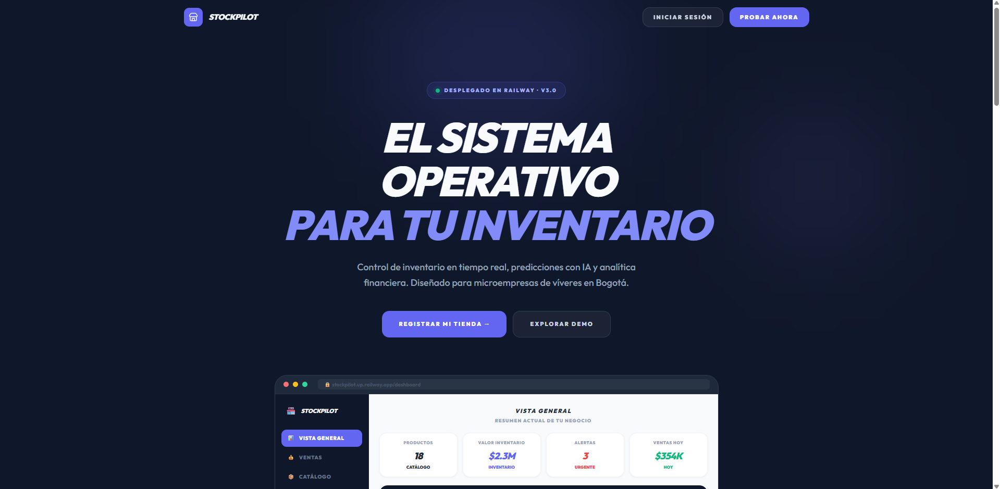 STOCKPILOT
INICIAR SESIÓN
PROBAR AHORA
DESPLEGADO EN RAILWAY · V3.0
EL SISTEMA
OPERATIVO
PARA TU INVENTARIO
Control de inventario en tiempo real, predicciones con IA y analítica
financiera. Diseñado para microempresas de víveres en Bogotá.
REGISTRAR MI TIENDA →
EXPLORAR DEMO
stockpilot.up.railway.app/dashboard
STOCKPILOT
VISTA GENERAL
VENTAS
CATÁLOGO
VISTA GENERAL
RESUMEN ACTUAL DE TU NEGOCIO
PRODUCTOS
18
CATÁLOGO
VALOR INVENTARIO
$2.3M
INVENTARIO
ALERTAS
3
URGENTE
VENTAS HOY
$354K
HOY